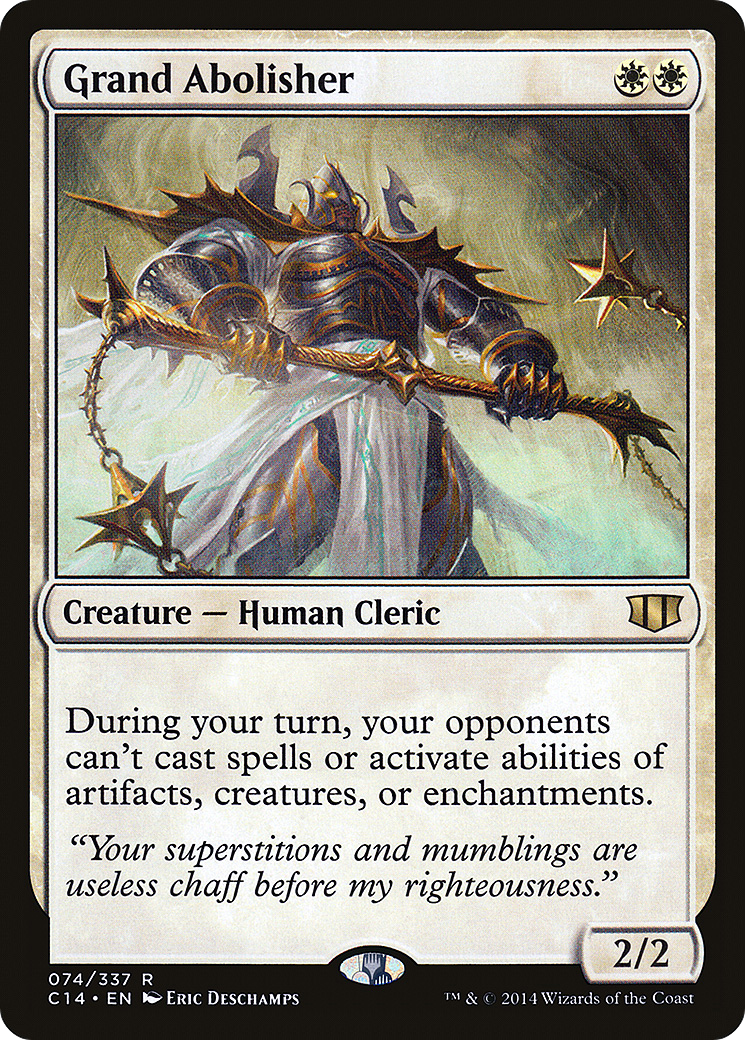 Grand Abolisher
Creature — Human Cleric
During your turn, your opponents
can't cast spells or activate abilities of
artifacts, creatures, or enchantments.
“Your superstitions and mumblings are
useless chaff before my righteousness.”
2/2
074/337 R
C14 • EN Eric Deschamps
™ & © 2014 Wizards of the Coast